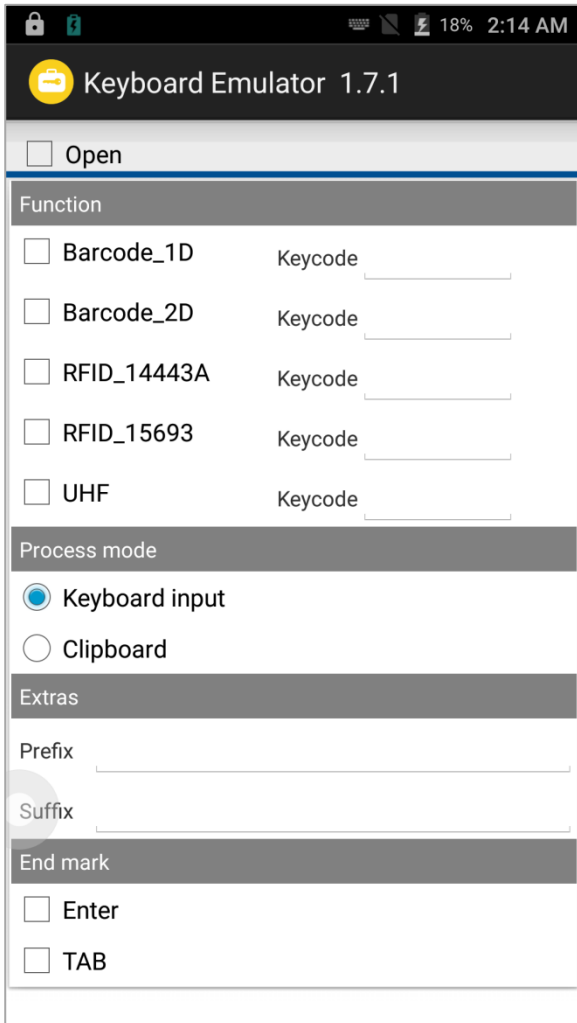 18% 2:14 AM
Keyboard Emulator 1.7.1
Open
Function
Barcode_1D Keycode
Barcode_2D Keycode
RFID_14443A Keycode
RFID_15693 Keycode
UHF Keycode
Process mode
Keyboard input
Clipboard
Extras
Prefix
Suffix
End mark
Enter
TAB